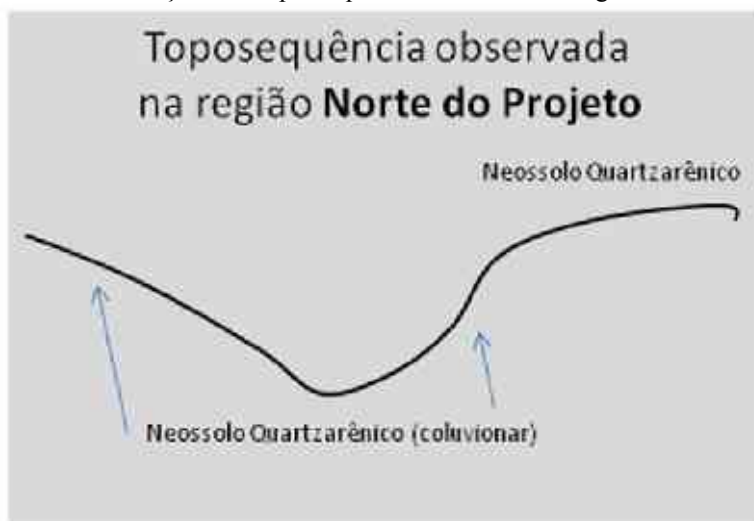 Toposequência observada
na região Norte do Projeto
Neossolo Quartzarênico
Neossolo Quartzarênico (coluvionar)